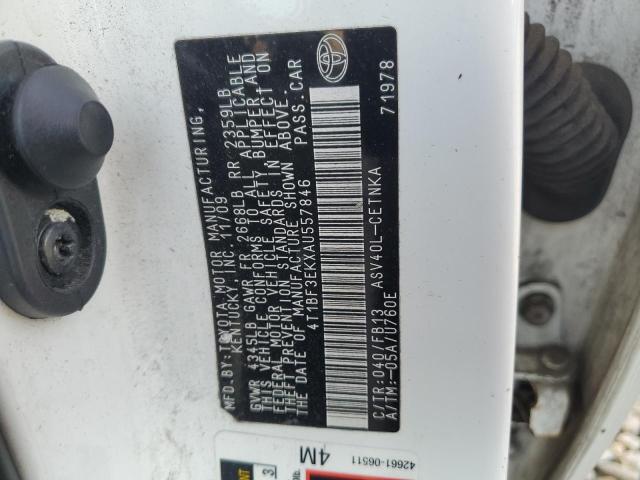 MFD.BY: TOYOTA MOTOR MANUFACTURING,
KENTUCKY, INC. 11/09
GVWR 4345LB GAWR FR 2668LB RR 2359LB
THIS VEHICLE CONFORMS TO ALL APPLICABLE
FEDERAL MOTOR VEHICLE SAFETY, BUMPER, AND
THEFT PREVENTION STANDARDS IN EFFECT ON
THE DATE OF MANUFACTURE SHOWN ABOVE.
4T1BF3EKXAU557846 PASS.CAR
ASV40L-CETNKA
C/TR:040/FB13
A/TM:-05A/U760E 71978
42661-06511
4M
3